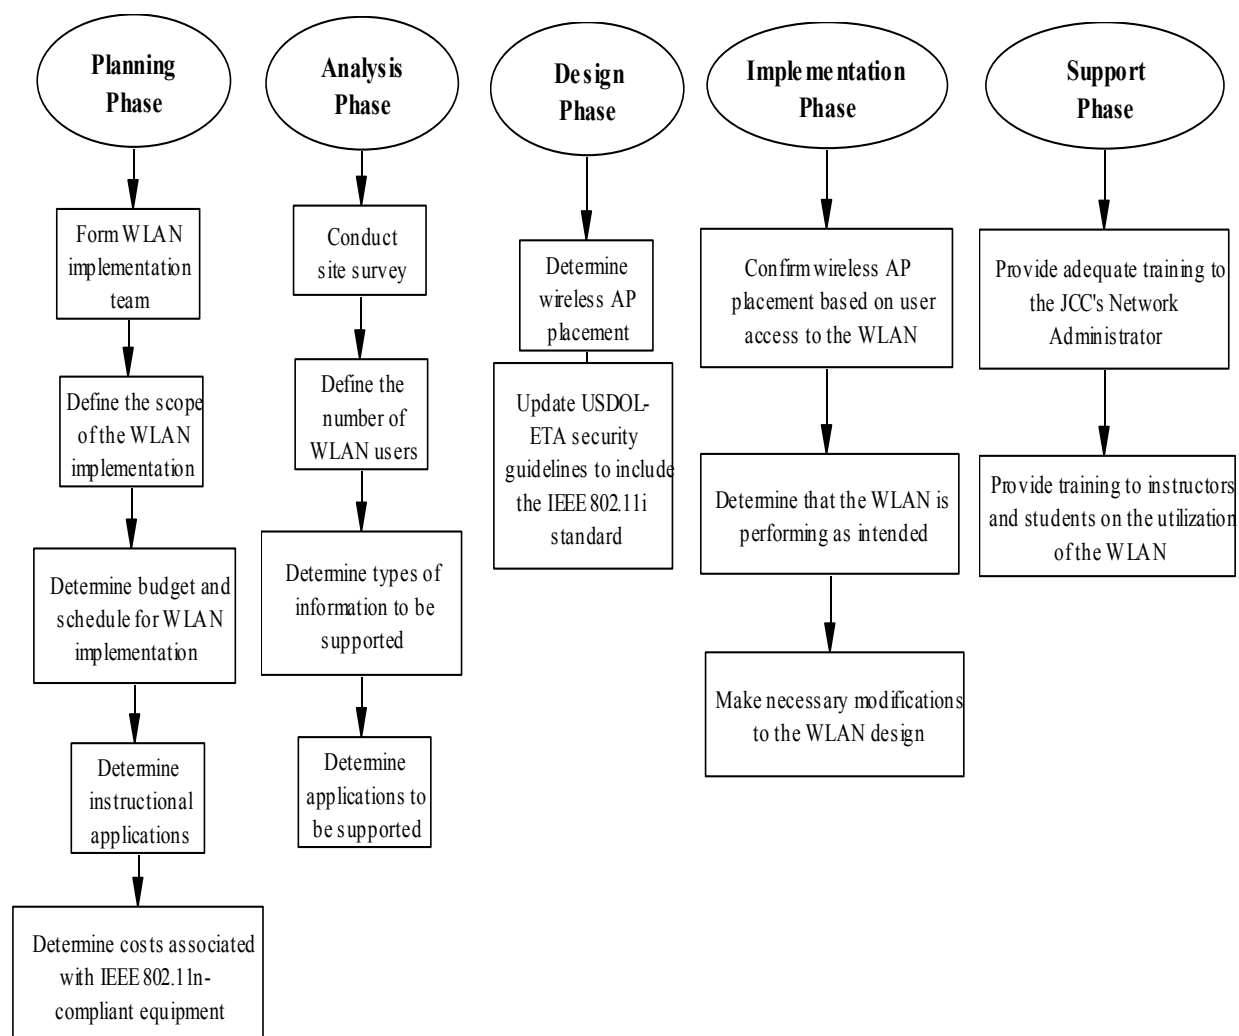 Planning
Phase
Form WLAN
implementation
team
Define the scope
of the WLAN
implementation
Determine budget and
schedule for WLAN
implementation
Determine
instructional
applications
Determine costs associated
with IEEE 802.11n-
compliant equipment
Analysis
Phase
Conduct
site survey
Define the
number of
WLAN users
Determine types of
information to be
supported
Determine
applications to
be supported
Design
Phase
Determine
wireless AP
placement
Update USDOL-
ETA security
guidelines to include
the IEEE 802.11i
standard
Implementation
Phase
Confirm wireless AP
placement based on user
access to the WLAN
Determine that the WLAN is
performing as intended
Make necessary modifications
to the WLAN design
Support
Phase
Provide adequate training to
the JCC's Network
Administrator
Provide training to instructors
and students on the utilization
of the WLAN